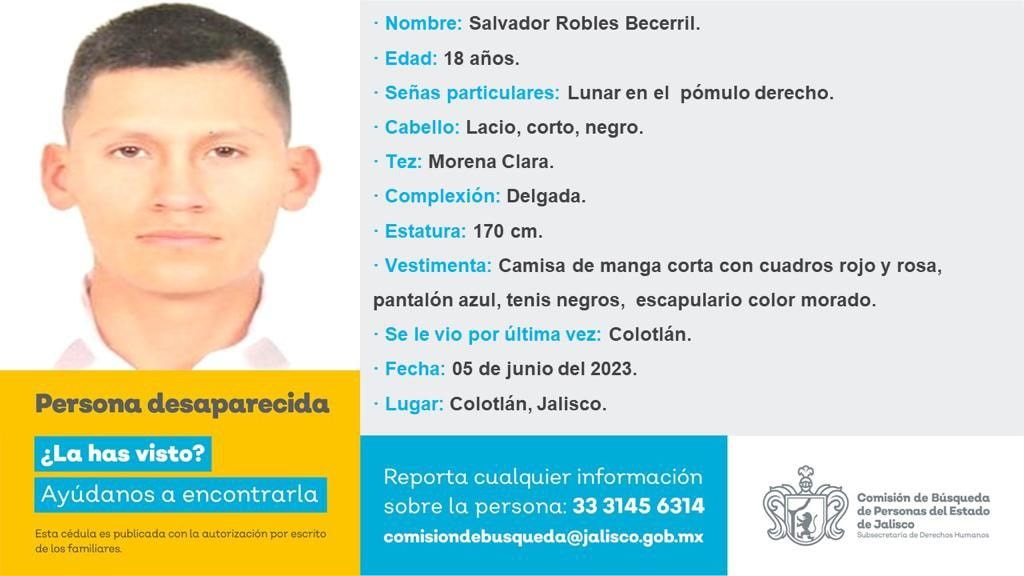 · Nombre: Salvador Robles Becerril.
· Edad: 18 años.
· Señas particulares: Lunar en el pómulo derecho.
· Cabello: Lacio, corto, negro.
· Tez: Morena Clara.
· Complexión: Delgada.
· Estatura: 170 cm.
· Vestimenta: Camisa de manga corta con cuadros rojo y rosa,
pantalón azul, tenis negros, escapulario color morado.
· Se le vio por última vez: Colotlán.
· Fecha: 05 de junio del 2023.
· Lugar: Colotlán, Jalisco.
Persona desaparecida
¿La has visto?
Ayúdanos a encontrarla
Esta cédula es publicada con la autorización por escrito
de los familiares.
Reporta cualquier información
sobre la persona: 33 3145 6314
comisiondebusqueda@jalisco.gob.mx
Comisión de Búsqueda
de Personas del Estado
de Jalisco
Subsecretaría de Derechos Humanos